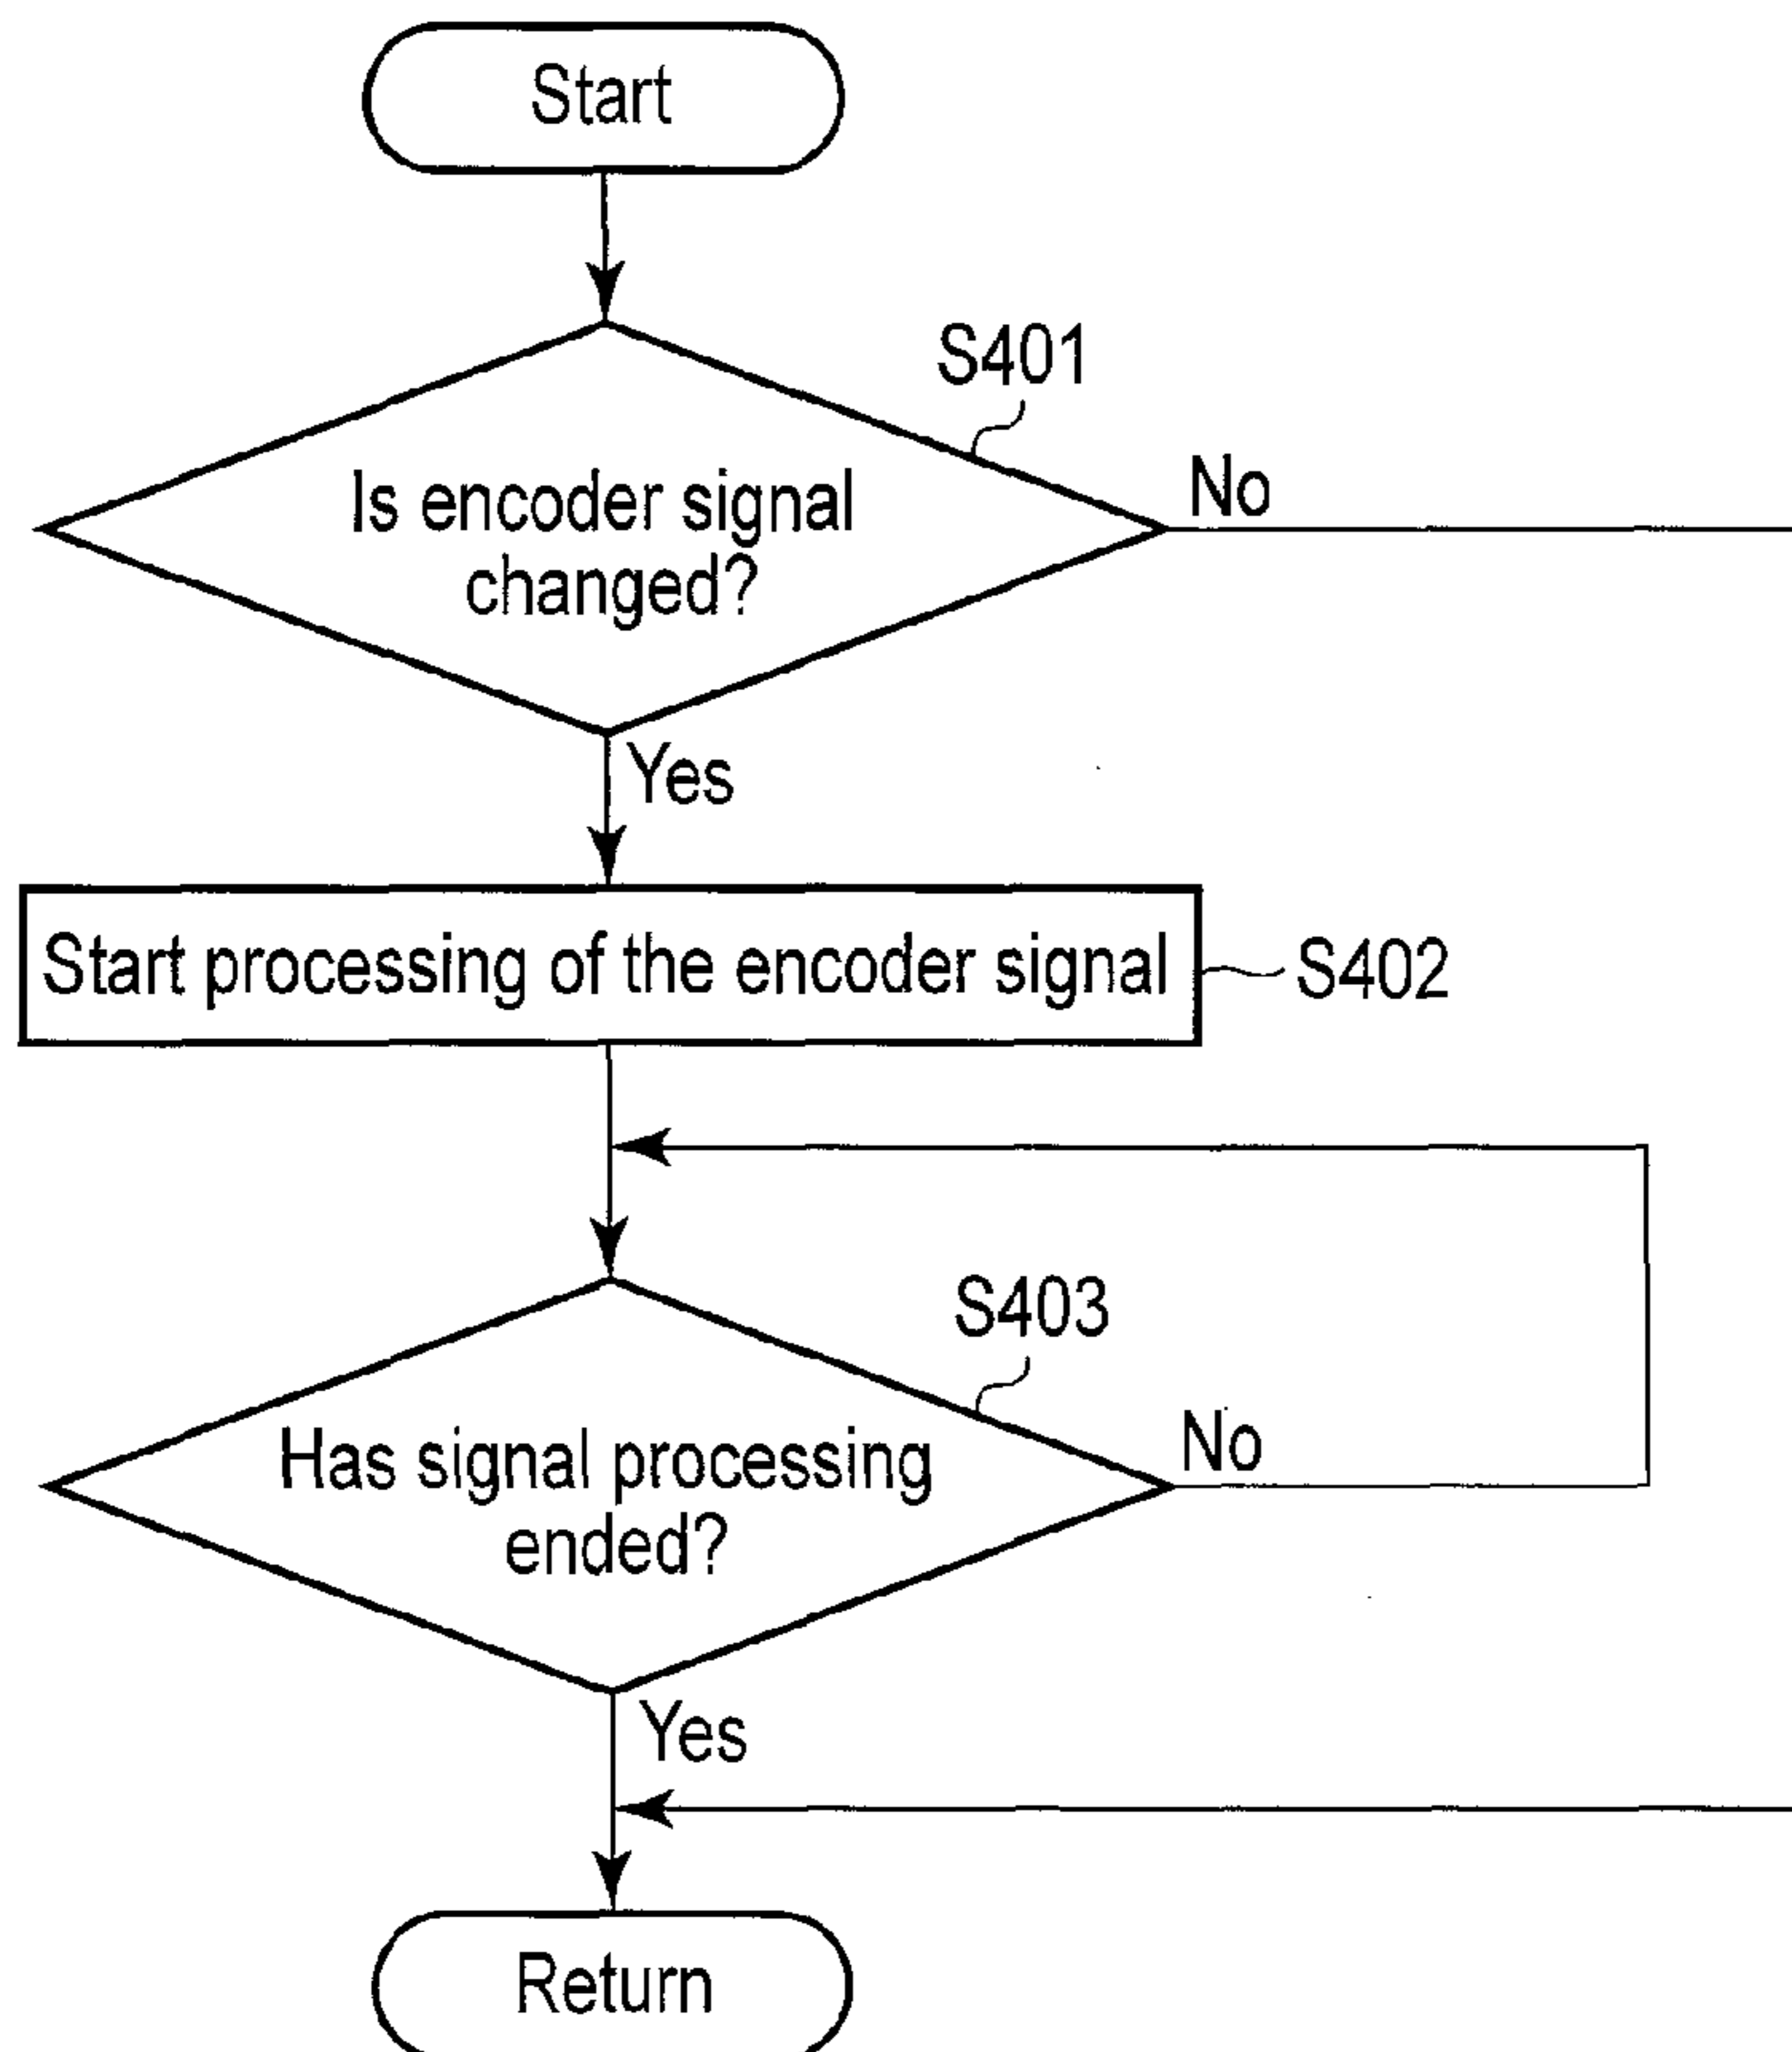 Start
S401
Is encoder signal
changed?
No
Yes
Start processing of the encoder signal
S402
S403
Has signal processing
ended?
No
Yes
Return